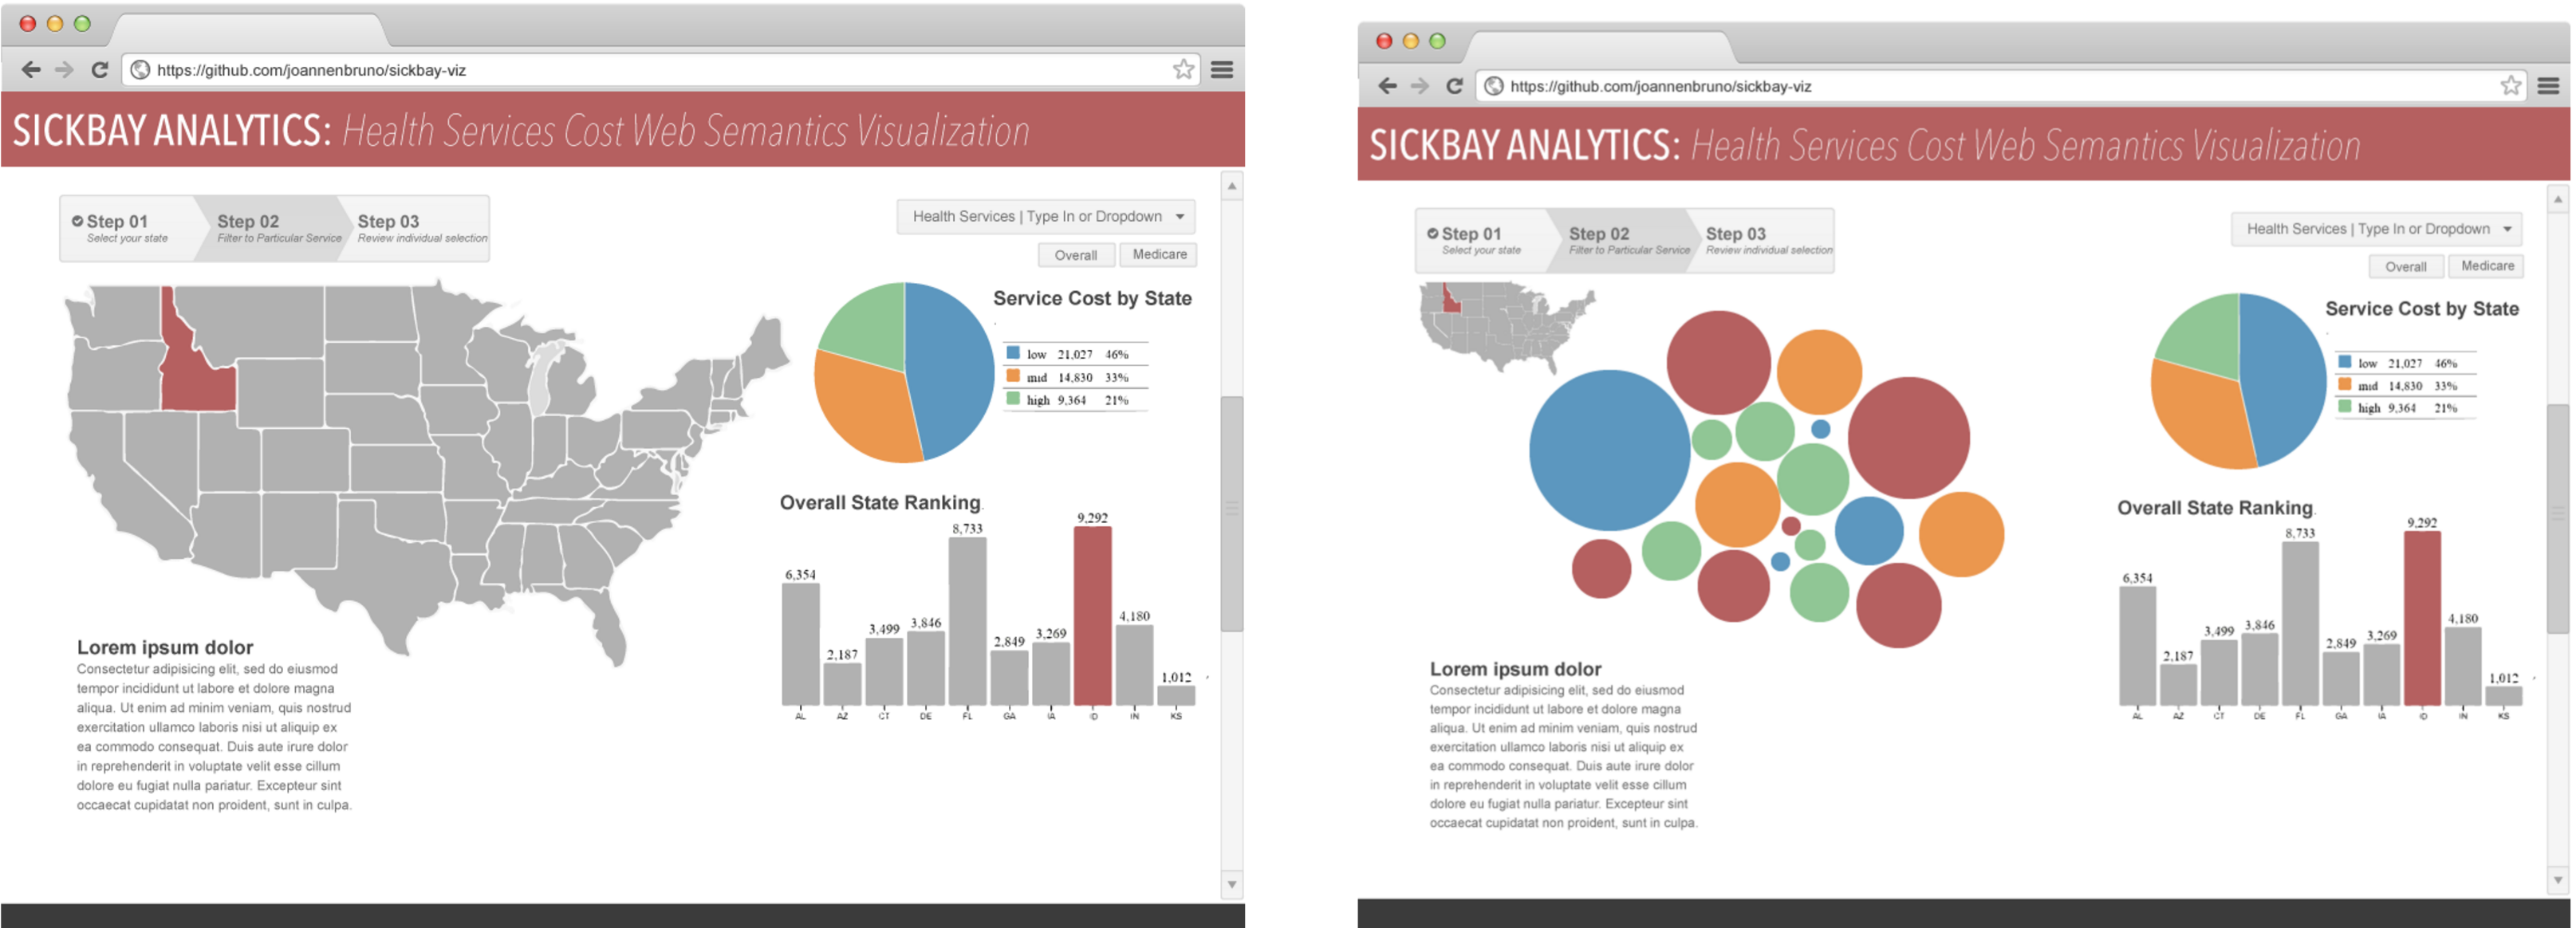 https://github.com/joannenbruno/sickbay-viz
SICKBAY ANALYTICS: Health Services Cost Web Semantics Visualization
Step 01
Select your state
Step 02
Filter to Particular Service
Step 03
Review individual selection
Health Services | Type In or Dropdown
Overall
Medicare
Service Cost by State
low 21,027 46%
mid 14,830 33%
high 9,364 21%
Overall State Ranking
6,354
2,187
3,499
3,846
8,733
2,849
3,269
9,292
4,180
1,012
AL AZ CT DE FL GA IA ID IN KS
Lorem ipsum dolor
Consectetur adipisicing elit, sed do eiusmod
tempor incididunt ut labore et dolore magna
aliqua. Ut enim ad minim veniam, quis nostrud
exercitation ullamco laboris nisi ut aliquip ex
ea commodo consequat. Duis aute irure dolor
in reprehenderit in voluptate velit esse cillum
dolore eu fugiat nulla pariatur. Excepteur sint
occaecat cupidatat non proident, sunt in culpa.
https://github.com/joannenbruno/sickbay-viz
SICKBAY ANALYTICS: Health Services Cost Web Semantics Visualization
Step 01
Select your state
Step 02
Filter to Particular Service
Step 03
Review individual selection
Health Services | Type In or Dropdown
Overall
Medicare
Service Cost by State
low 21,027 46%
mid 14,830 33%
high 9,364 21%
Overall State Ranking
6,354
2,187
3,499
3,846
8,733
2,849
3,269
9,292
4,180
1,012
AL AZ CT DE FL GA IA ID IN KS
Lorem ipsum dolor
Consectetur adipisicing elit, sed do eiusmod
tempor incididunt ut labore et dolore magna
aliqua. Ut enim ad minim veniam, quis nostrud
exercitation ullamco laboris nisi ut aliquip ex
ea commodo consequat. Duis aute irure dolor
in reprehenderit in voluptate velit esse cillum
dolore eu fugiat nulla pariatur. Excepteur sint
occaecat cupidatat non proident, sunt in culpa.